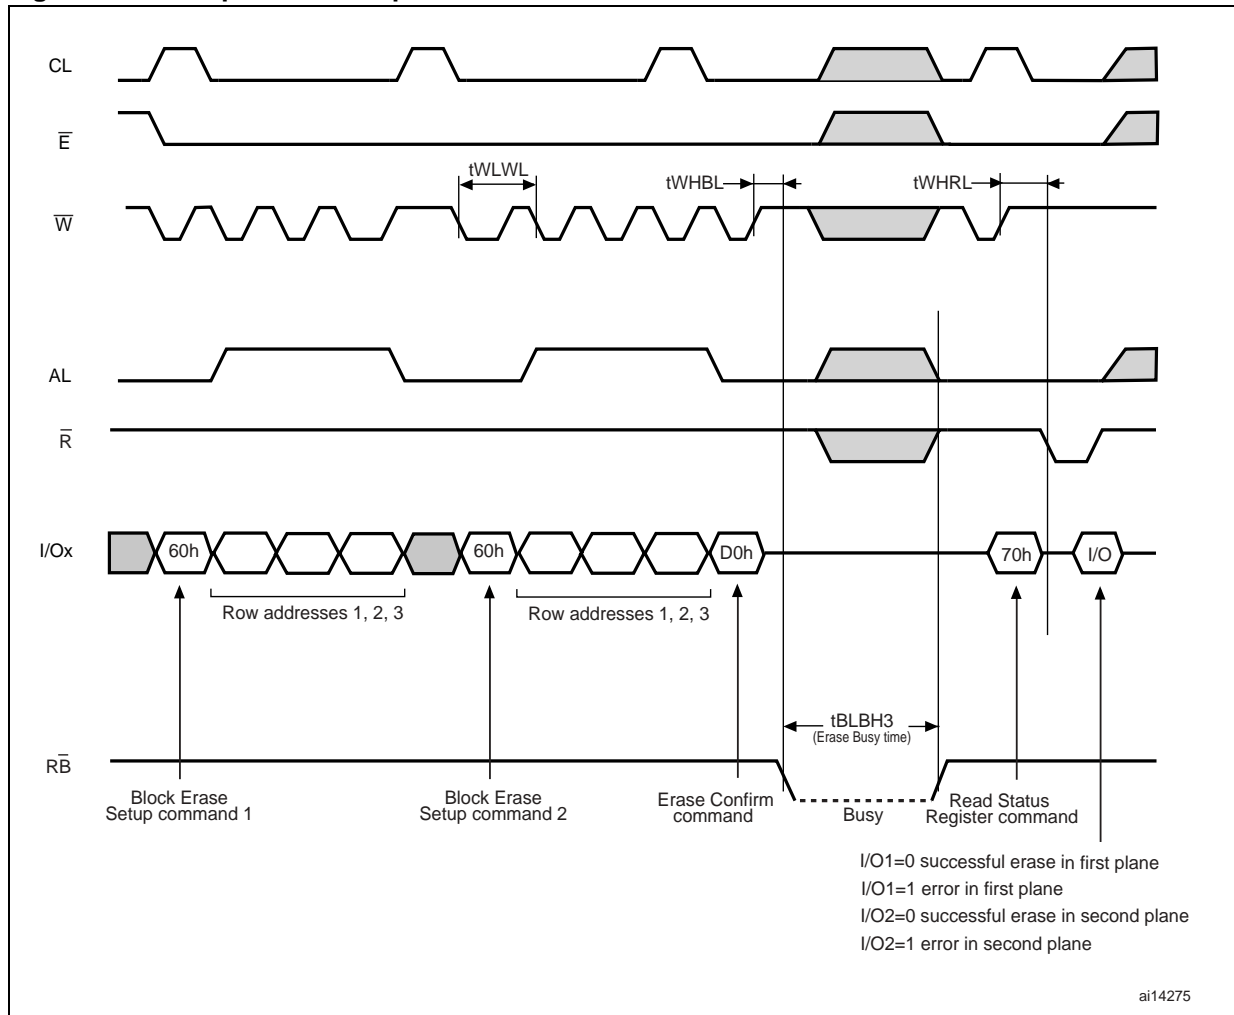 CL
E̅
tWLWL
tWHBL
tWHRL
W̅
AL
R̅
I/Ox
60h
60h
D0h
70h
I/O
Row addresses 1, 2, 3
Row addresses 1, 2, 3
tBLBH3
(Erase Busy time)
RB̅
Block Erase
Setup command 1
Block Erase
Setup command 2
Erase Confirm
command
Busy
Read Status
Register command
I/O1=0 successful erase in first plane
I/O1=1 error in first plane
I/O2=0 successful erase in second plane
I/O2=1 error in second plane
ai14275